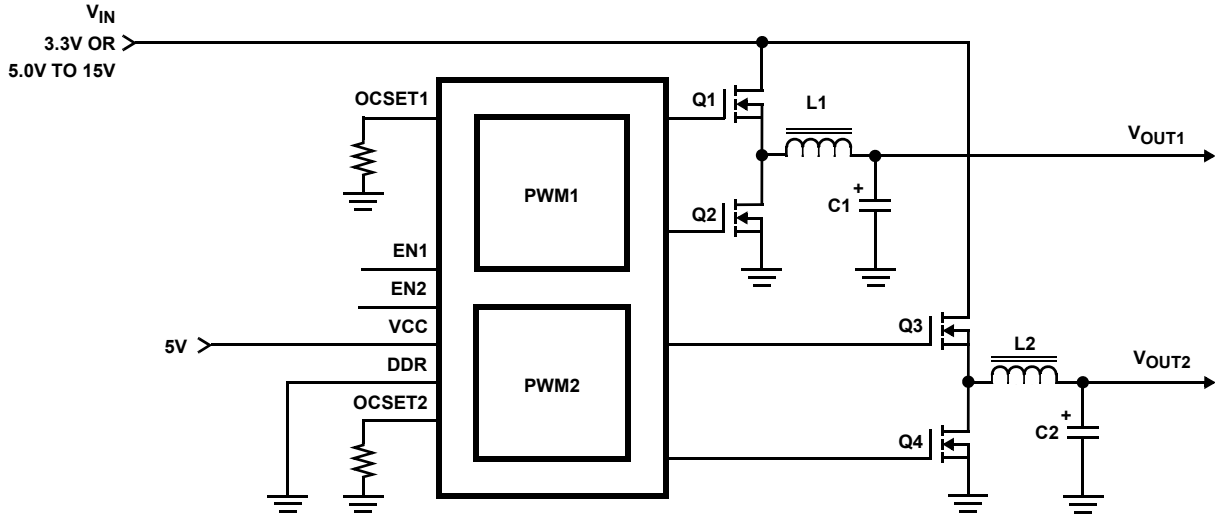 VIN
3.3V OR
5.0V TO 15V
OCSET1
Q1
L1
VOUT1
PWM1
+
C1
Q2
EN1
EN2
VCC
5V
Q3
L2
DDR
PWM2
VOUT2
OCSET2
+
C2
Q4